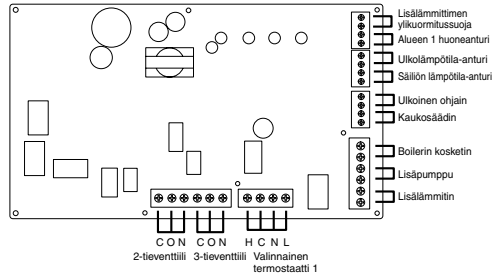 Lisälämmittimen
ylikuormitussuoja
Alueen 1 huoneanturi
Ulkolämpötila-anturi
Säiliön lämpötila-anturi
Ulkoinen ohjain
Kaukosäädin
Boilerin kosketin
Lisäpumppu
Lisälämmitin
C O N C O N H C N L
2-tieventtiili 3-tieventtiili Valinnainen
termostaatti 1